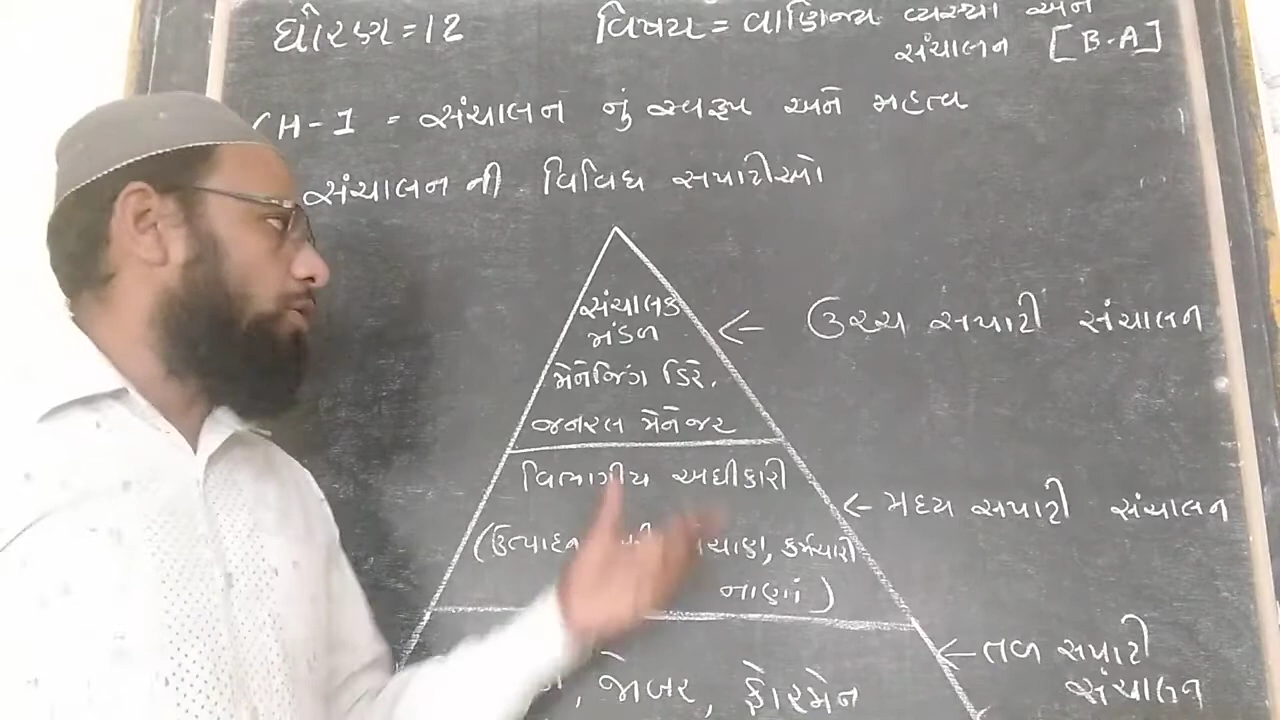 ધોરણ = 12
વિષય = વાણિજ્ય વ્યવસ્થા અને
સંચાલન [B-A]
CH-1 = સંચાલન નું સ્વરૂપ અને મહત્વ
સંચાલન ની વિવિધ સપાટીઓ
સંચાલક
મંડળ
મેનેજિંગ ડિરે.
જનરલ મેનેજર
← ઉચ્ચ સપાટી સંચાલન
વિભાગીય અધીકારી
(ઉત્પાદન કર્મચારી
નાણાં)
← મધ્ય સપાટી સંચાલન
, જોબર, ફોરમેન
← તળ સપાટી
સંચાલન